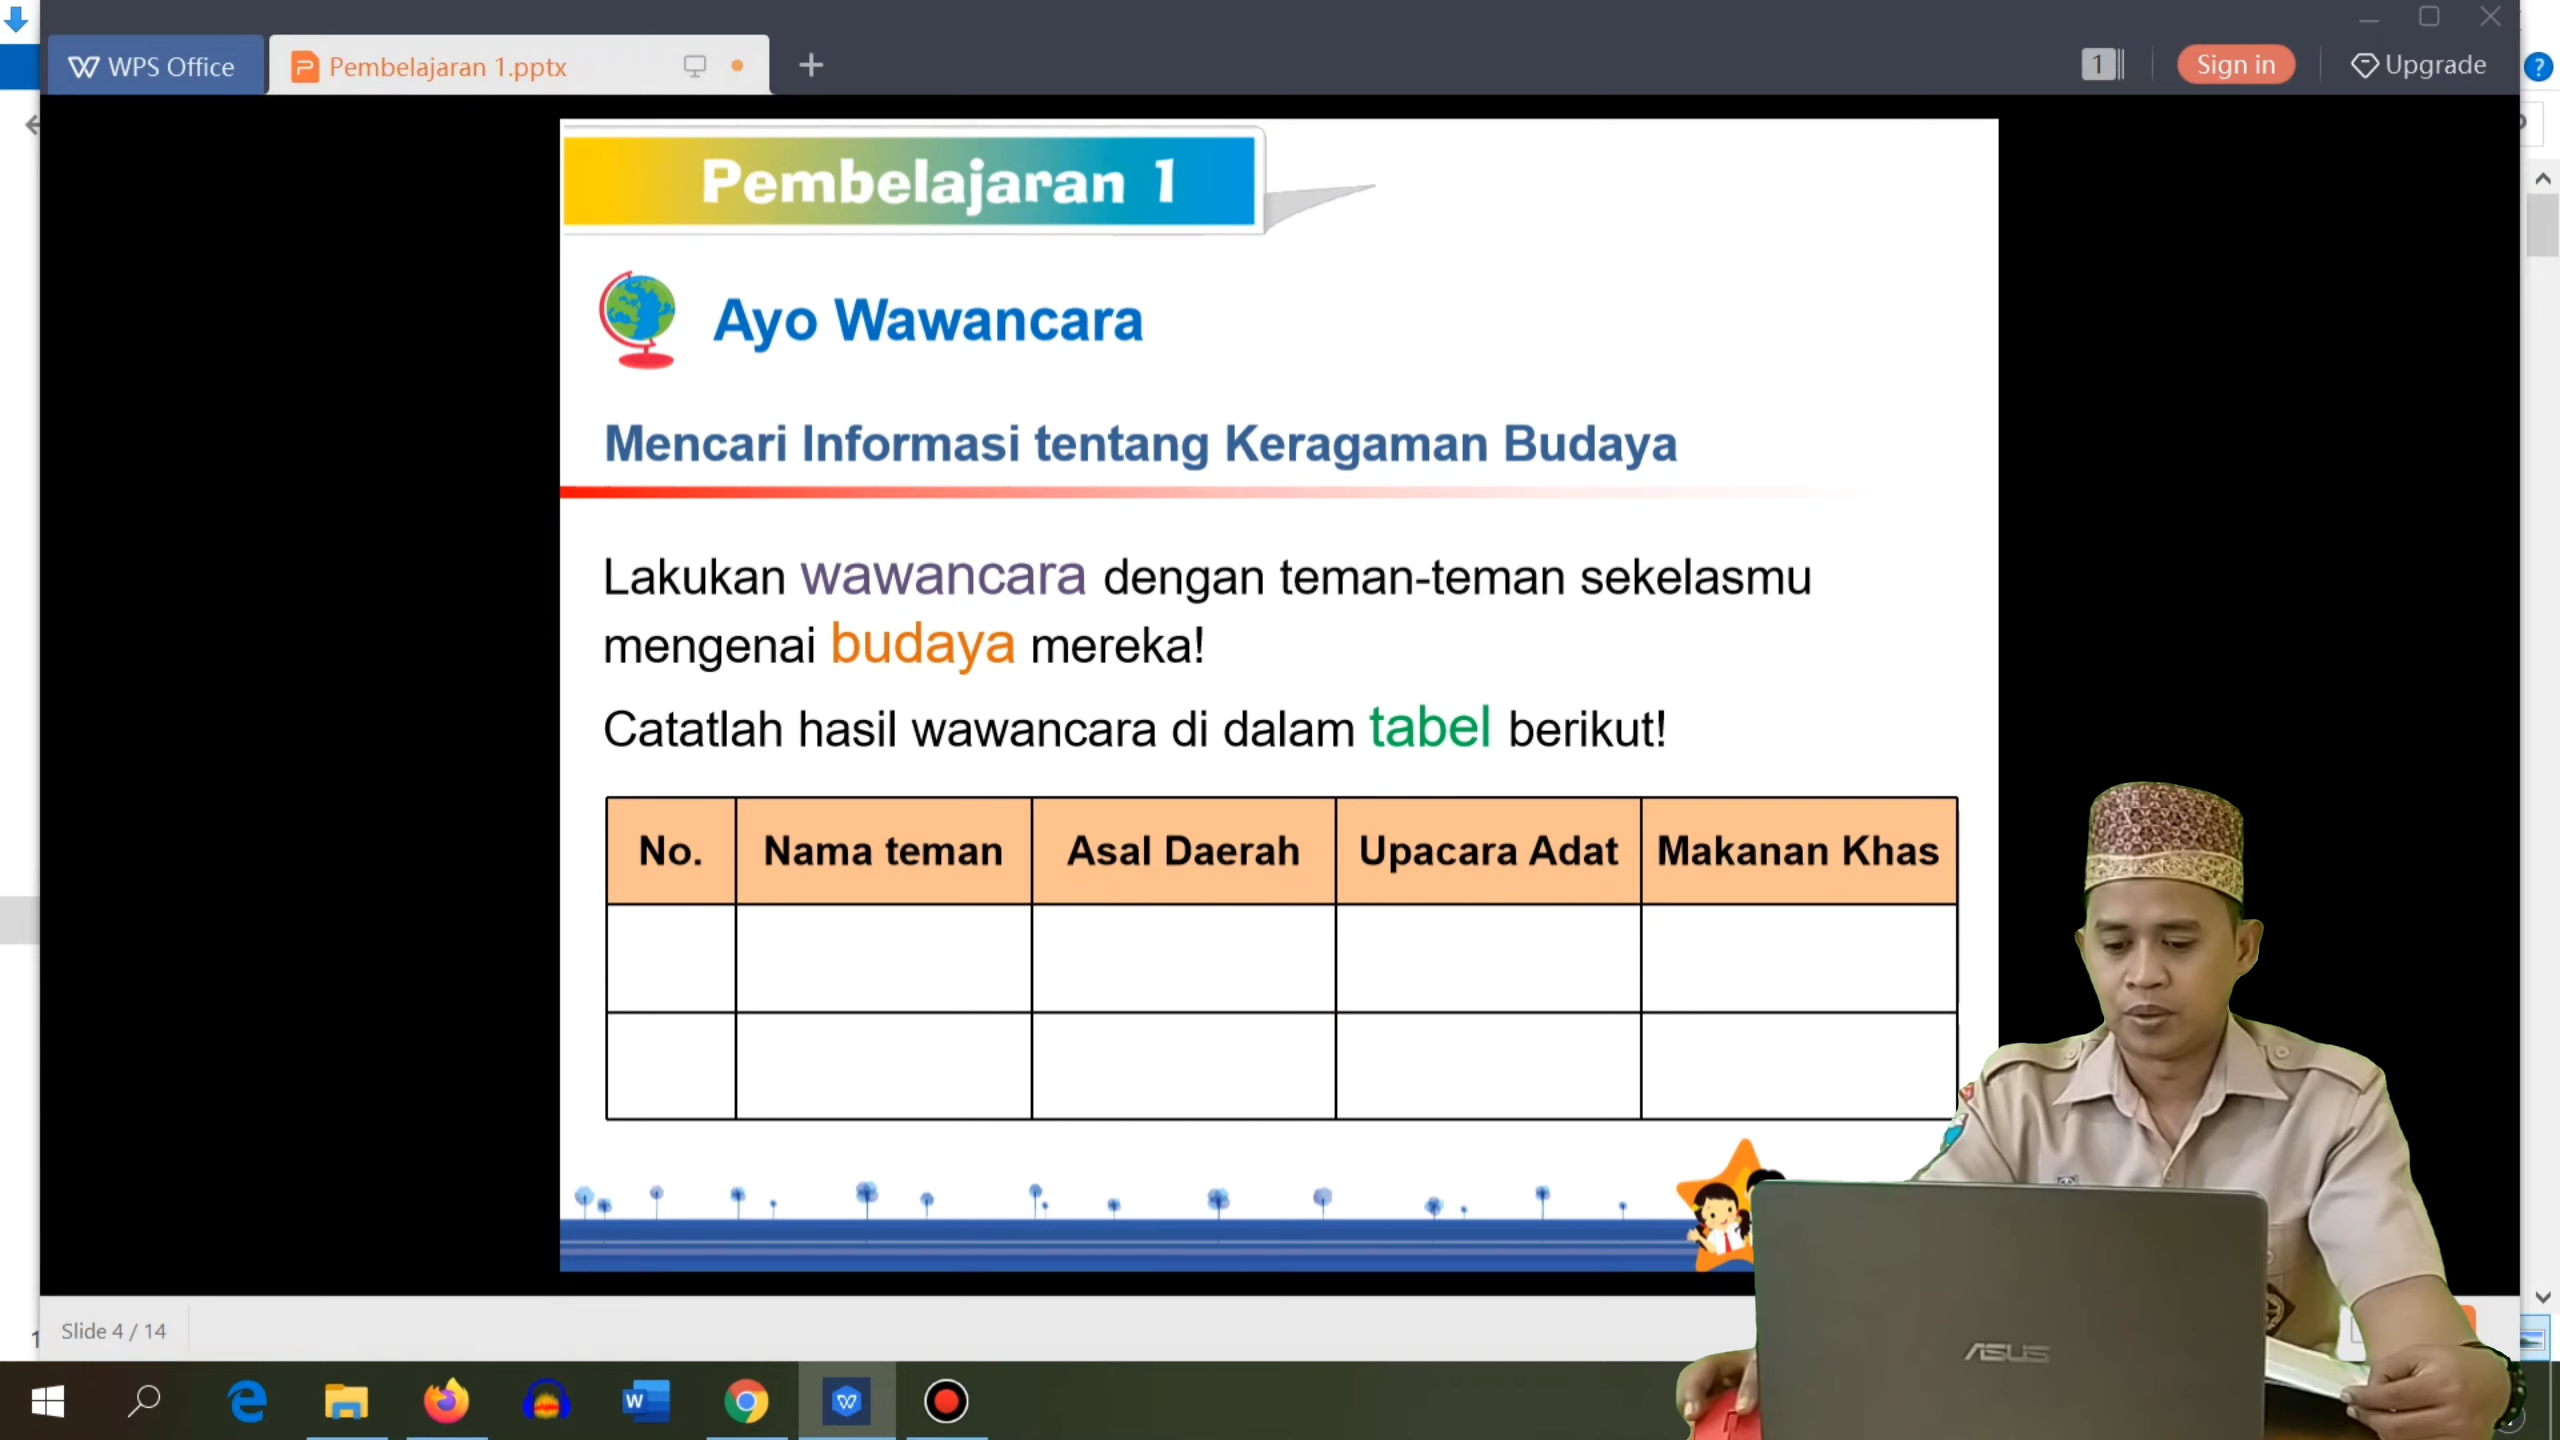 WPS Office
Pembelajaran 1.pptx
1
Sign in
Upgrade
?
Pembelajaran 1
Ayo Wawancara
Mencari Informasi tentang Keragaman Budaya
Lakukan wawancara dengan teman-teman sekelasmu
mengenai budaya mereka!
Catatlah hasil wawancara di dalam tabel berikut!
No. Nama teman Asal Daerah Upacara Adat Makanan Khas
Slide 4 / 14
ASUS